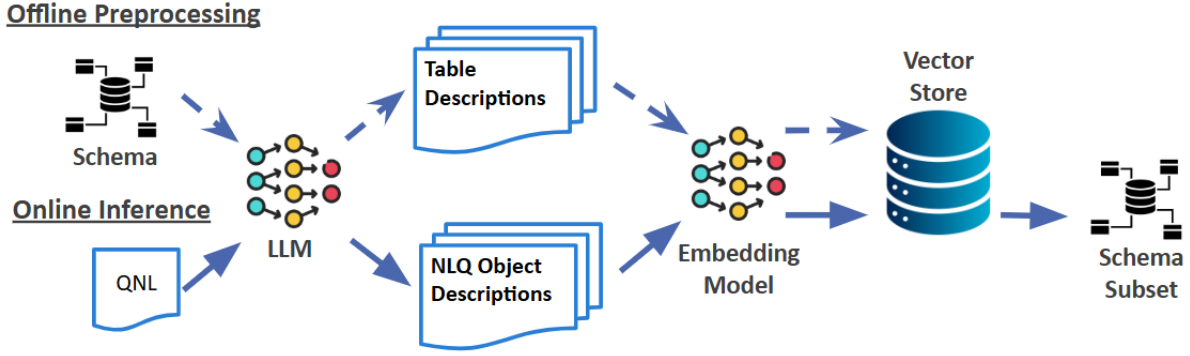 Offline Preprocessing
Schema
Table
Descriptions
Vector
Store
Online Inference
LLM
QNL
NLQ Object
Descriptions
Embedding
Model
Schema
Subset